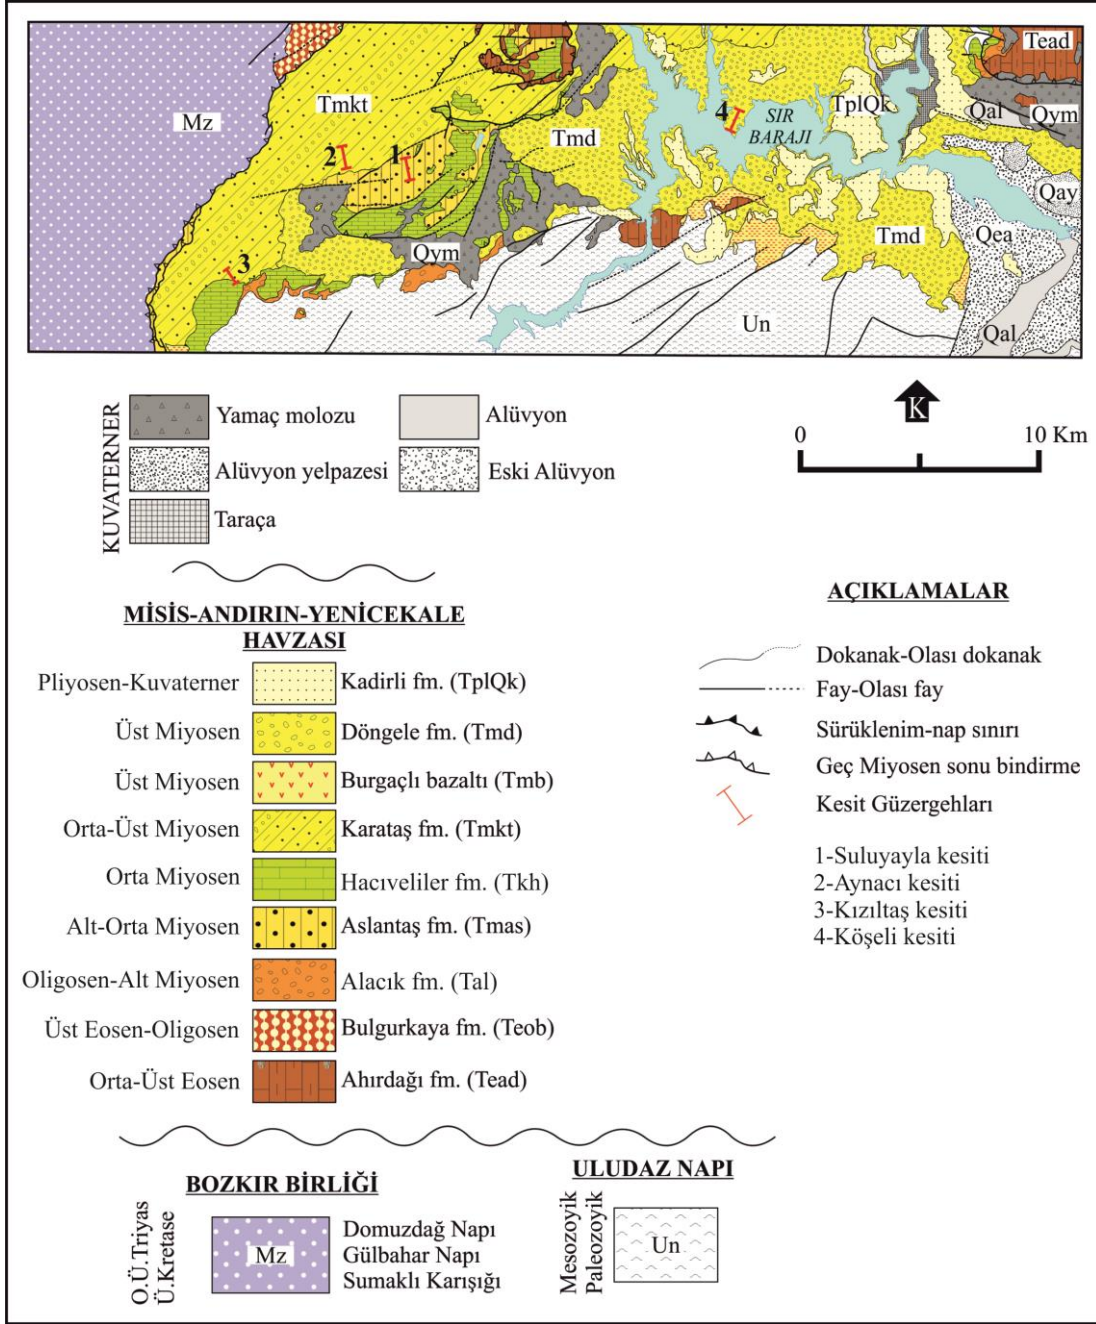 Tead
Tmkt
Mz
4
SIR
BARAJI
TplQk
Qal
Qym
2
1
Tmd
Qay
Qym
Tmd
Qea
3
Un
Qal
KUVATERNER
Yamaç molozu
Alüvyon
Alüvyon yelpazesi
Eski Alüvyon
Taraça
K
0 10 Km
MİSİS-ANDIRIN-YENİCEKALE
HAVZASI
Pliyosen-Kuvaterner Kadirli fm. (TplQk)
Üst Miyosen Döngele fm. (Tmd)
Üst Miyosen Burgaçlı bazaltı (Tmb)
Orta-Üst Miyosen Karataş fm. (Tmkt)
Orta Miyosen Hacıveliler fm. (Tkh)
Alt-Orta Miyosen Aslantaş fm. (Tmas)
Oligosen-Alt Miyosen Alacık fm. (Tal)
Üst Eosen-Oligosen Bulgurkaya fm. (Teob)
Orta-Üst Eosen Ahırdağı fm. (Tead)
AÇIKLAMALAR
Dokanak-Olası dokanak
Fay-Olası fay
Sürüklenim-nap sınırı
Geç Miyosen sonu bindirme
Kesit Güzergehları
1-Suluyayla kesiti
2-Aynacı kesiti
3-Kızıltaş kesiti
4-Köşeli kesiti
BOZKIR BİRLİĞİ
O.Ü.Triyas
Ü.Kretase
Mz
Domuzdağ Napı
Gülbahar Napı
Sumaklı Karışığı
ULUDAZ NAPI
Mesozoyik
Paleozoyik
Un